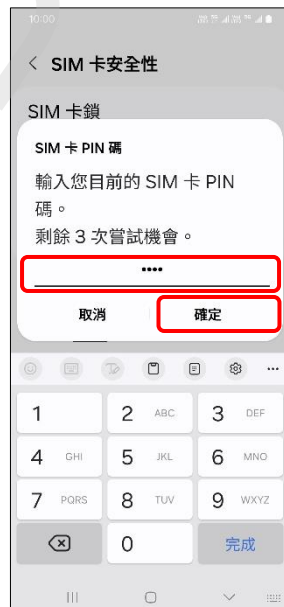 10:00
SIM 卡安全性
SIM 卡鎖
SIM 卡 PIN 碼
輸入您目前的 SIM 卡 PIN
碼。
剩餘 3 次嘗試機會。
••••
取消 確定
1 2 ABC 3 DEF
4 GHI 5 JKL 6 MNO
7 PQRS 8 TUV 9 WXYZ
0 完成